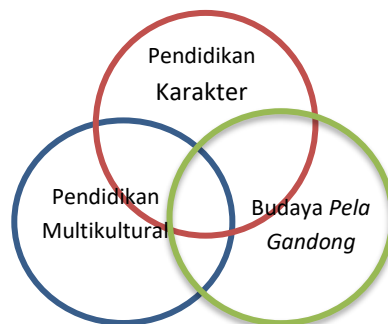 Pendidikan
Karakter
Pendidikan
Multikultural
Budaya Pela
Gandong